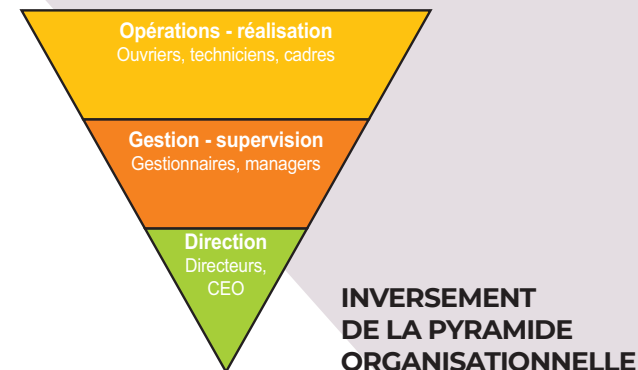 Opérations - réalisation
Ouvriers, techniciens, cadres
Gestion - supervision
Gestionnaires, managers
Direction
Directeurs,
CEO
INVERSEMENT
DE LA PYRAMIDE
ORGANISATIONNELLE